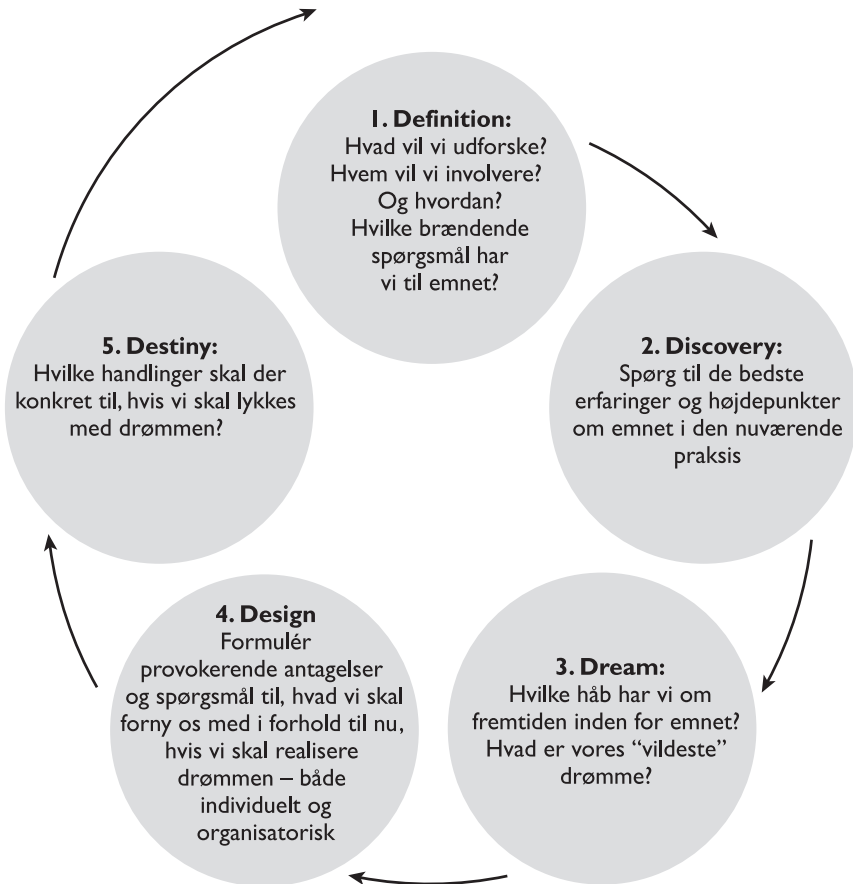 1. Definition:
Hvad vil vi udforske?
Hvem vil vi involvere?
Og hvordan?
Hvilke brændende
spørgsmål har
vi til emnet?
2. Discovery:
Spørg til de bedste
erfaringer og højdepunkter
om emnet i den nuværende
praksis
3. Dream:
Hvilke håb har vi om
fremtiden inden for emnet?
Hvad er vores “vildeste”
drømme?
4. Design
Formulér
provokerende antagelser
og spørgsmål til, hvad vi skal
forny os med i forhold til nu,
hvis vi skal realisere
drømmen – både
individuelt og
organisatorisk
5. Destiny:
Hvilke handlinger skal der
konkret til, hvis vi skal lykkes
med drømmen?